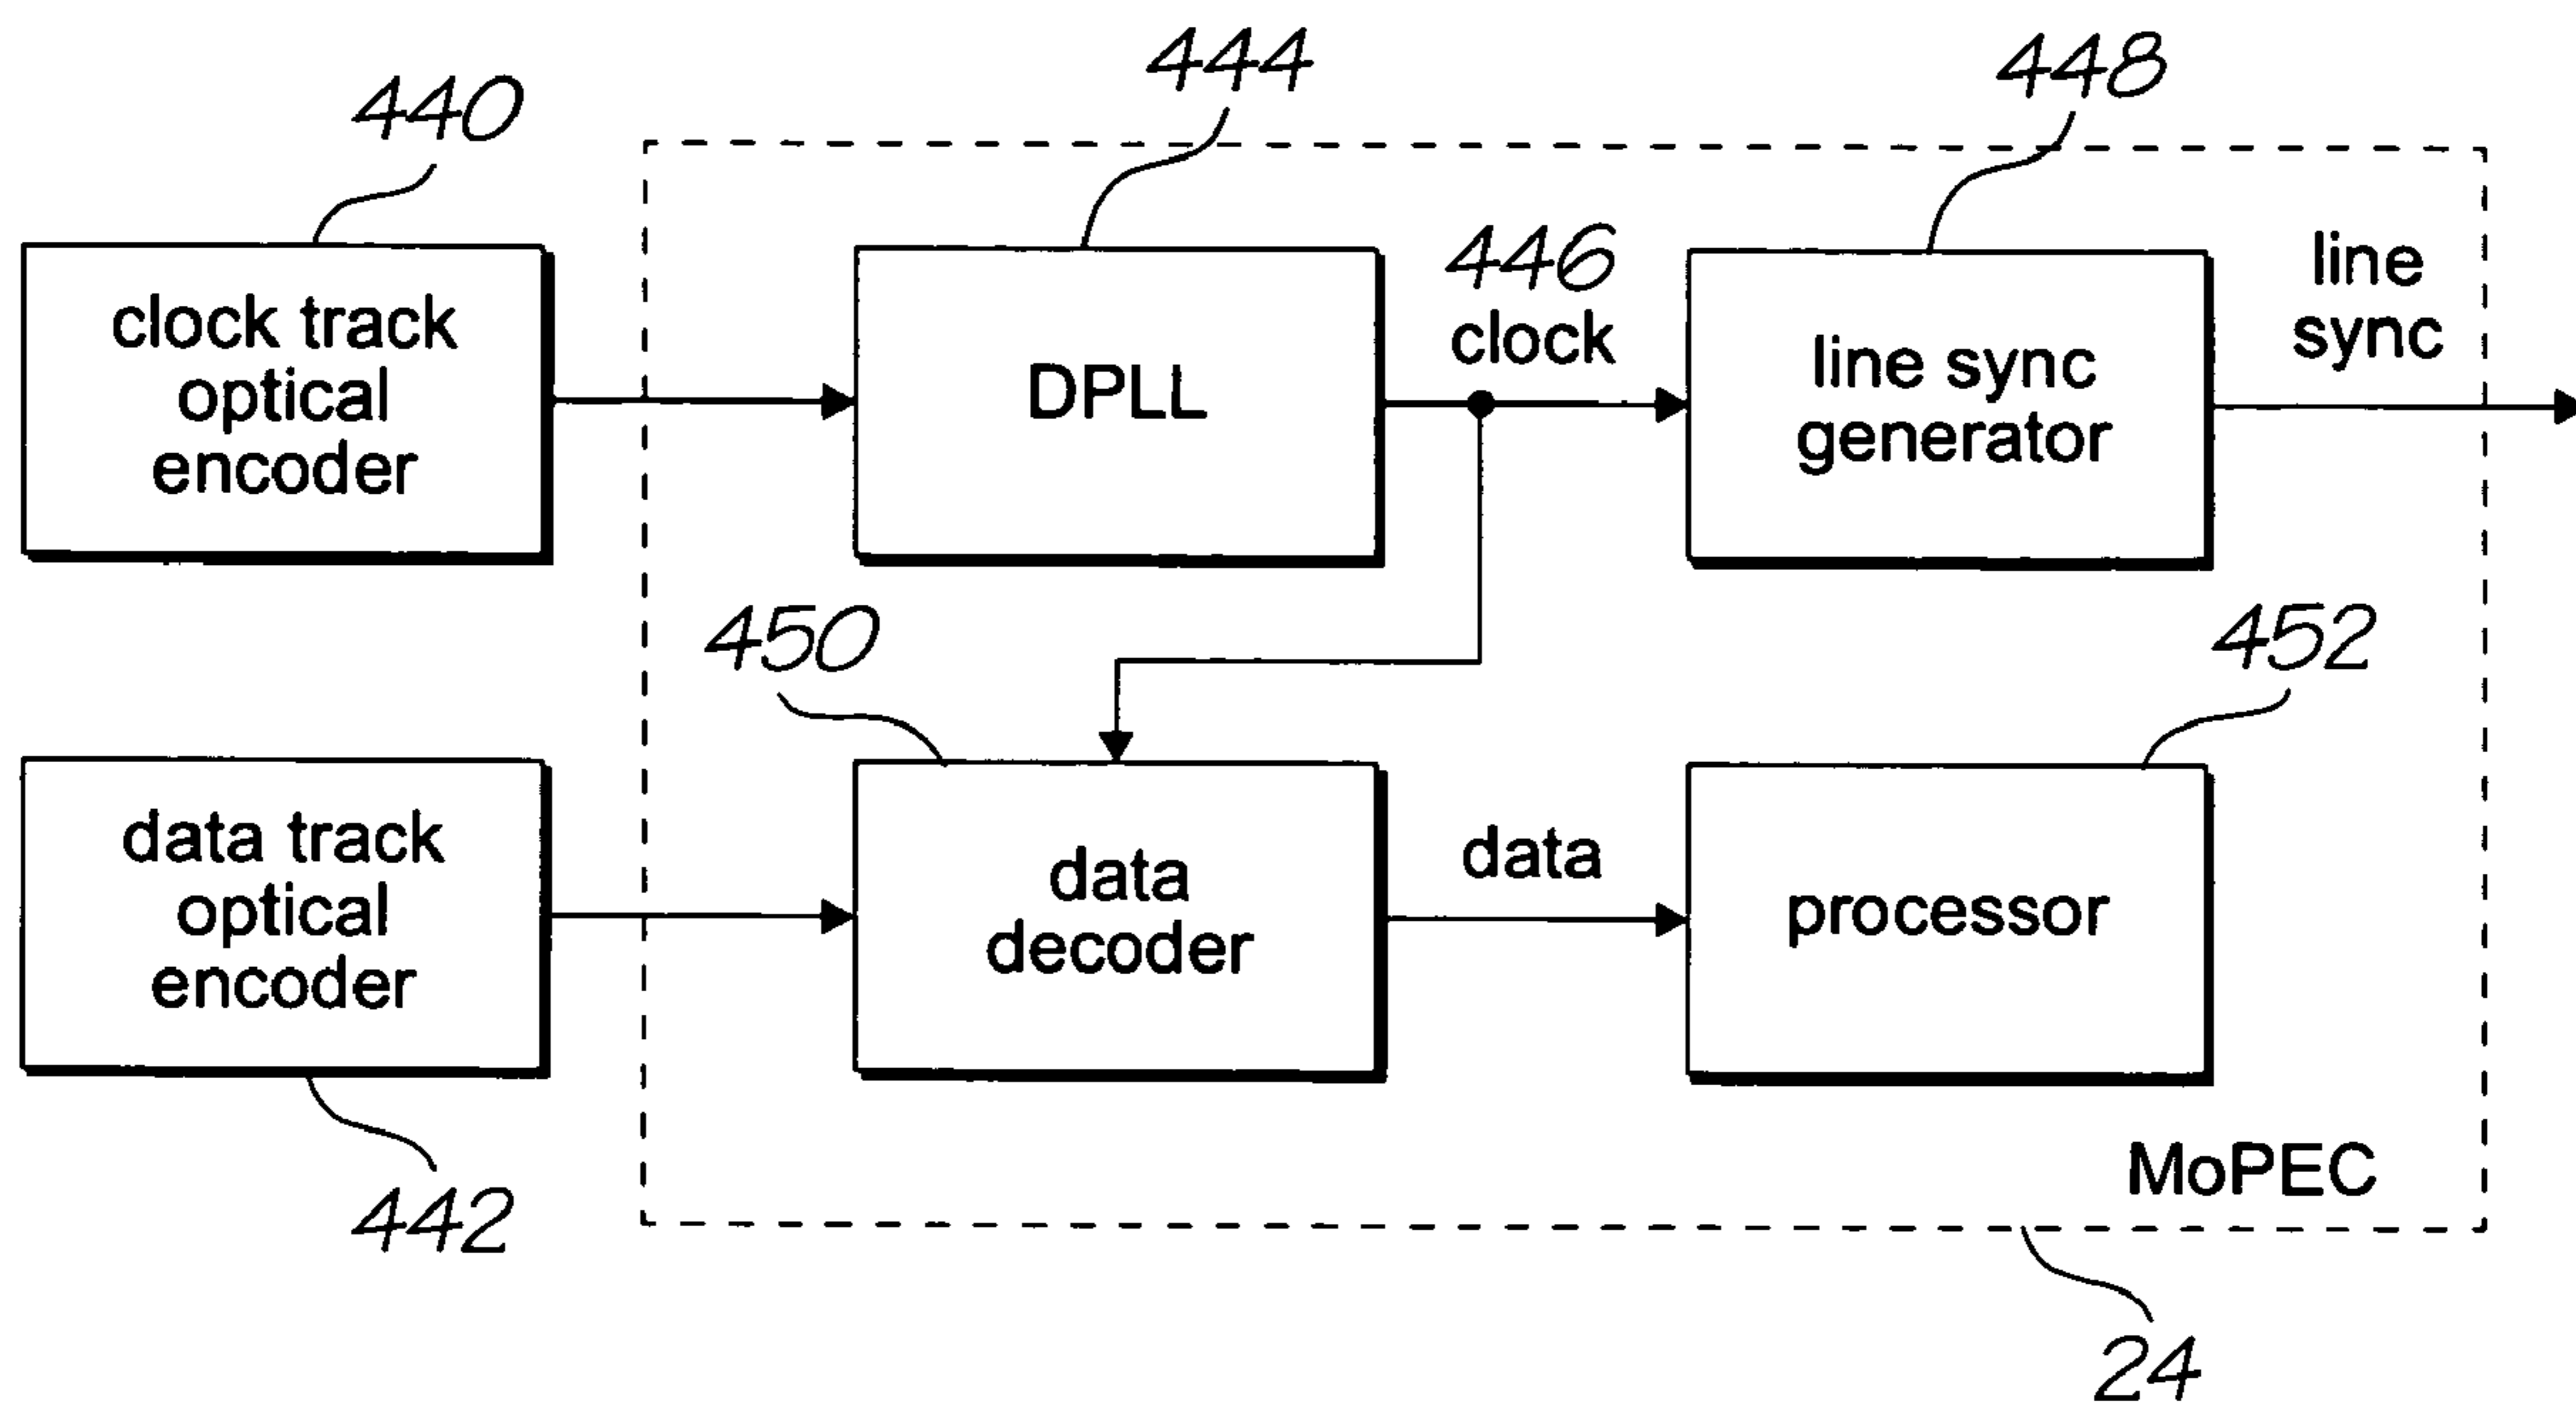 444
448
440
446
clock
line
sync
clock track
optical
encoder
DPLL
line sync
generator
450
452
data track
optical
encoder
data
decoder
data
processor
MoPEC
442
24